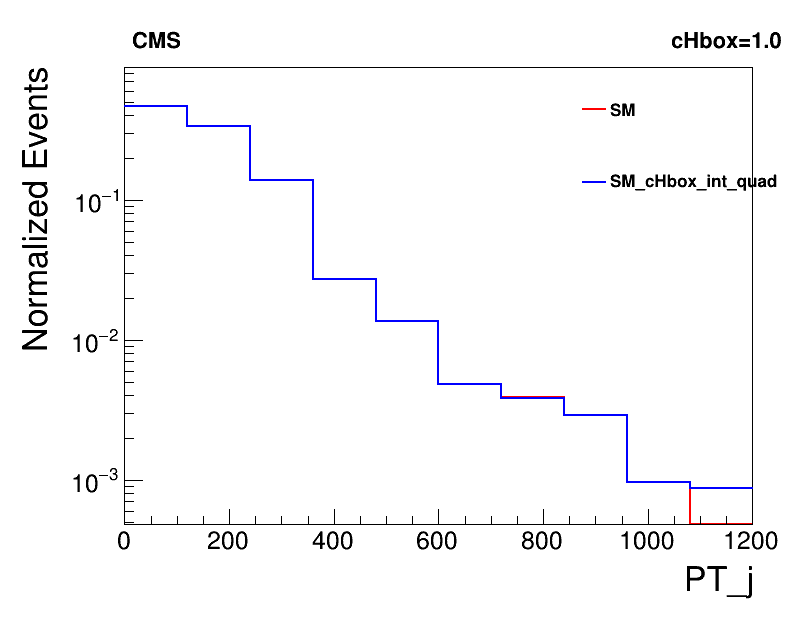 CMS
cHbox=1.0
Normalized Events
SM
SM_cHbox_int_quad
10⁻¹
10⁻²
10⁻³
0 200 400 600 800 1000 1200
PT_j